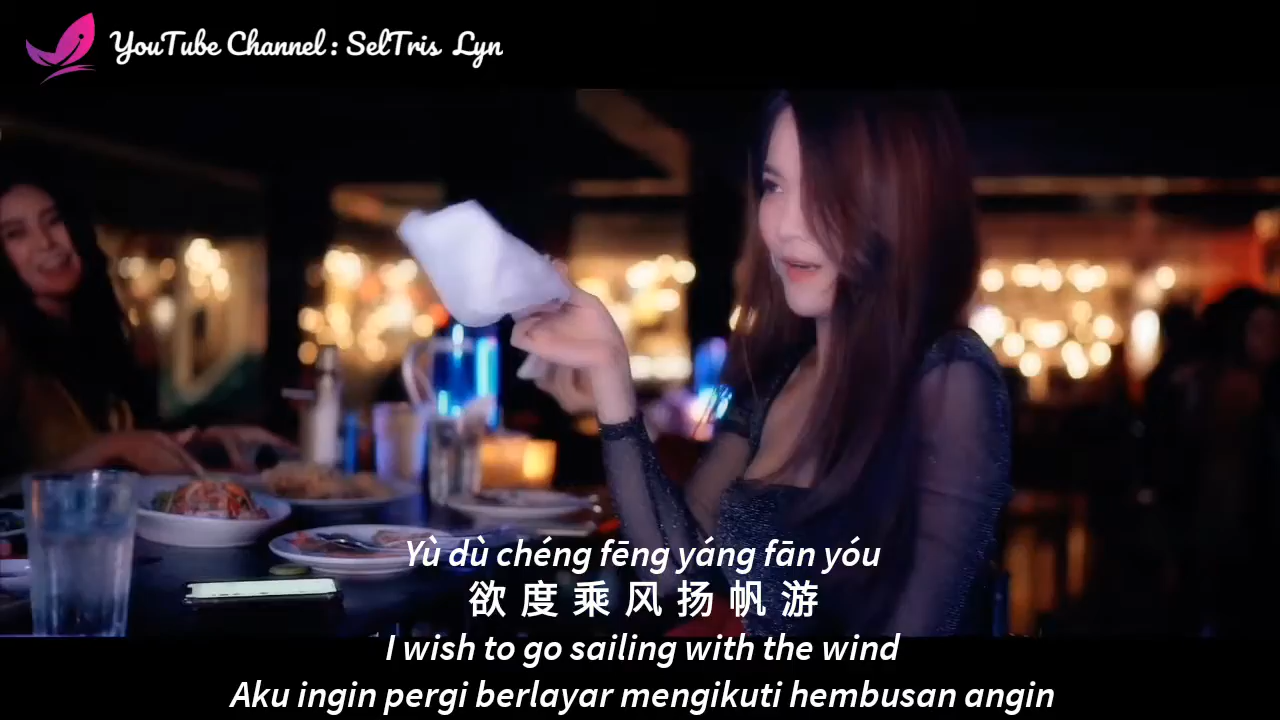 YouTube Channel : SelTris Lyn
Yù dù chéng fēng yáng fān yóu
欲度乘风扬帆游
I wish to go sailing with the wind
Aku ingin pergi berlayar mengikuti hembusan angin